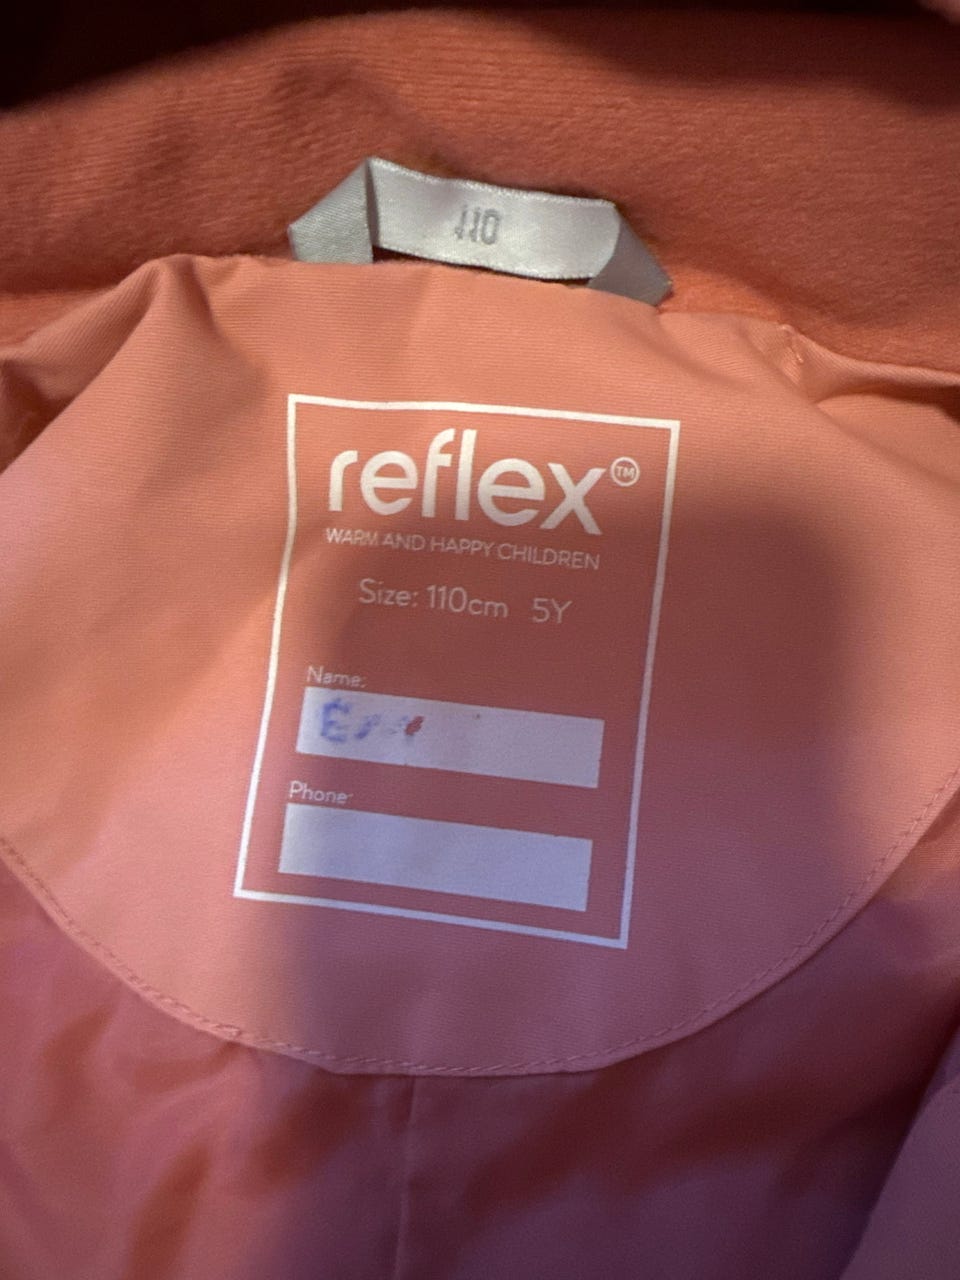 110
reflex™
WARM AND HAPPY CHILDREN
Size: 110cm 5Y
Name:
Phone: